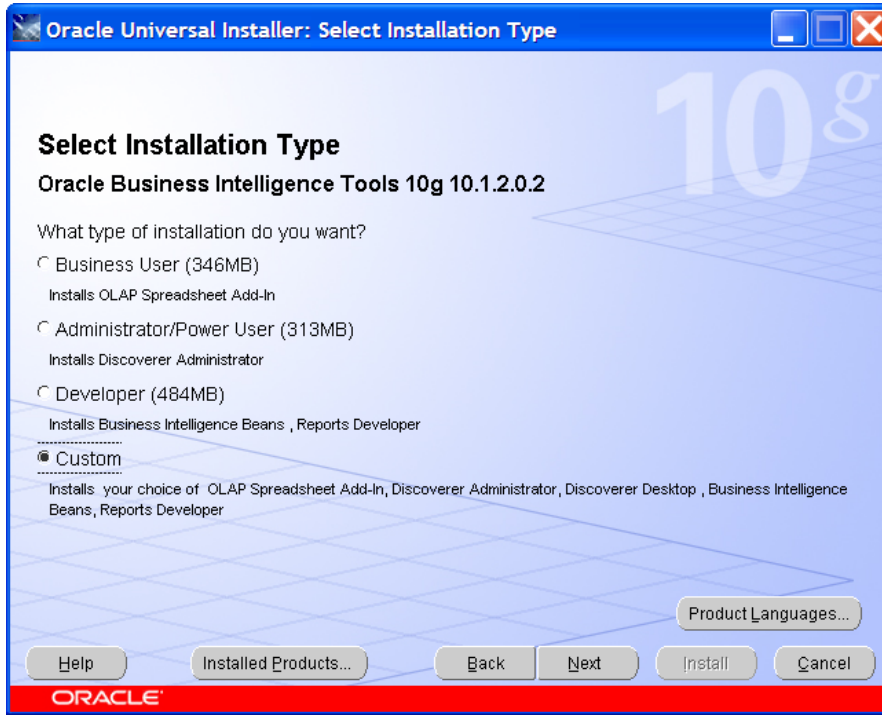 Oracle Universal Installer: Select Installation Type
10g
Select Installation Type
Oracle Business Intelligence Tools 10g 10.1.2.0.2
What type of installation do you want?
Business User (346MB)
Installs OLAP Spreadsheet Add-In
Administrator/Power User (313MB)
Installs Discoverer Administrator
Developer (484MB)
Installs Business Intelligence Beans , Reports Developer
Custom
Installs your choice of OLAP Spreadsheet Add-In, Discoverer Administrator, Discoverer Desktop , Business Intelligence
Beans, Reports Developer
Product Languages...
Help Installed Products... Back Next Install Cancel
ORACLE